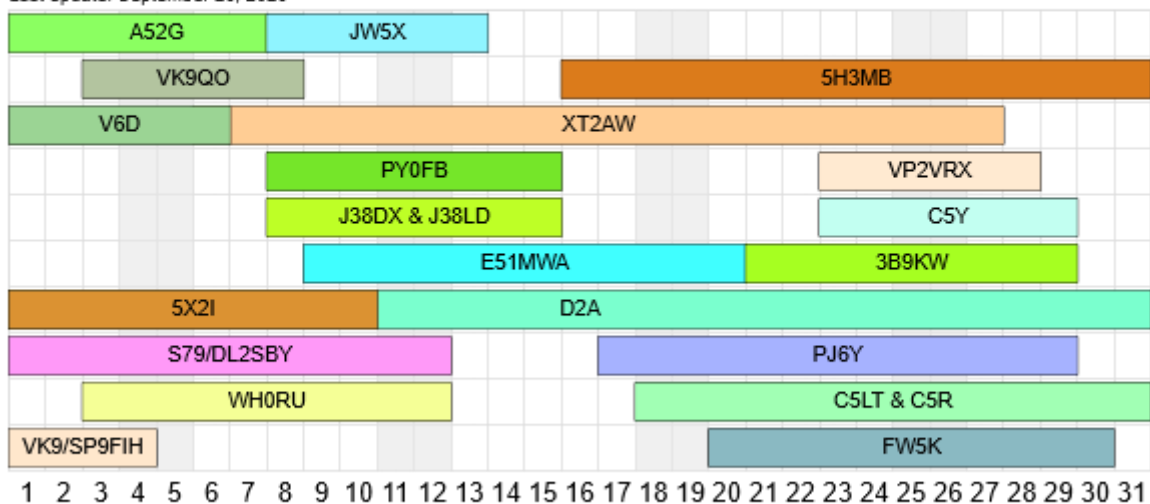 A52G JW5X
VK9QO 5H3MB
V6D XT2AW
PY0FB VP2VRX
J38DX & J38LD C5Y
E51MWA 3B9KW
5X2I D2A
S79/DL2SBY PJ6Y
WH0RU C5LT & C5R
VK9/SP9FIH FW5K
1 2 3 4 5 6 7 8 9 10 11 12 13 14 15 16 17 18 19 20 21 22 23 24 25 26 27 28 29 30 31